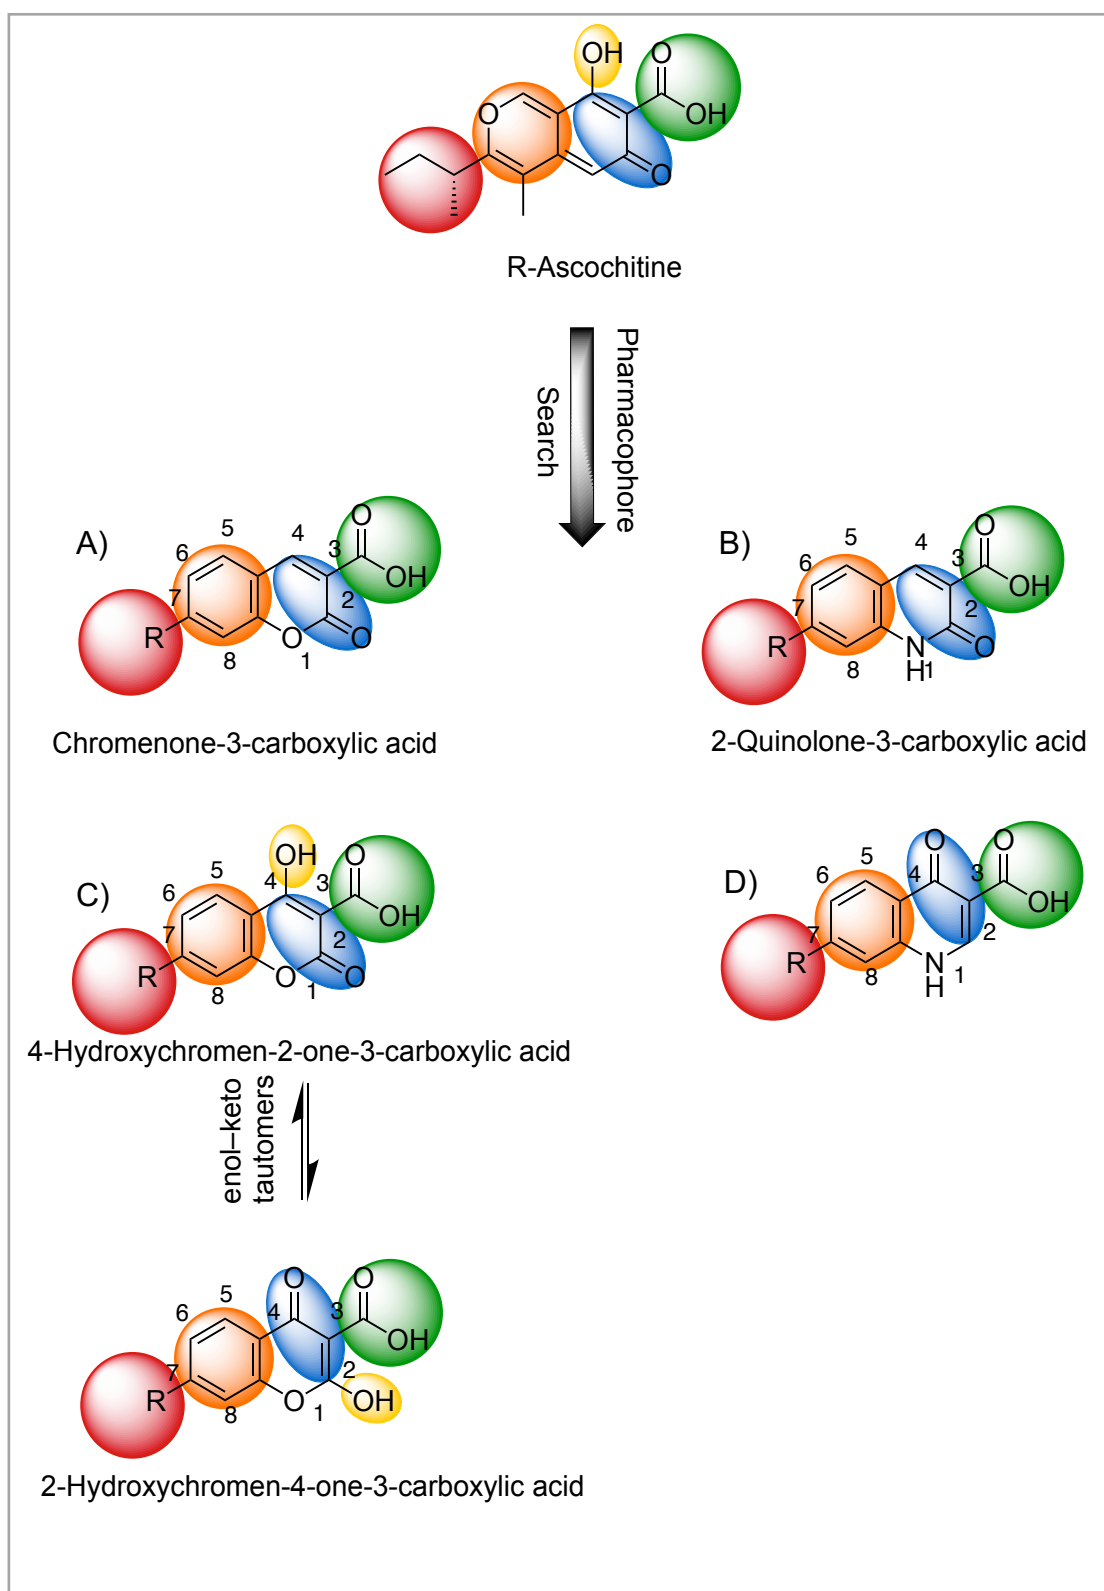 OH
O
OH
O
O
R-Ascochitine
Pharmacophore
Search
A)
O
4
5
3
6
OH
2
7
R
O
O
1
8
Chromenone-3-carboxylic acid
B)
O
4
5
3
6
OH
2
7
R
O
N
H
1
8
2-Quinolone-3-carboxylic acid
C)
OH
O
5
4
3
6
OH
2
7
R
O
O
1
8
4-Hydroxychromen-2-one-3-carboxylic acid
D)
O
O
5
4
3
6
OH
2
7
R
N
H
1
8
enol–keto
tautomers
O
O
5
4
3
6
OH
2
7
R
O
OH
1
8
2-Hydroxychromen-4-one-3-carboxylic acid